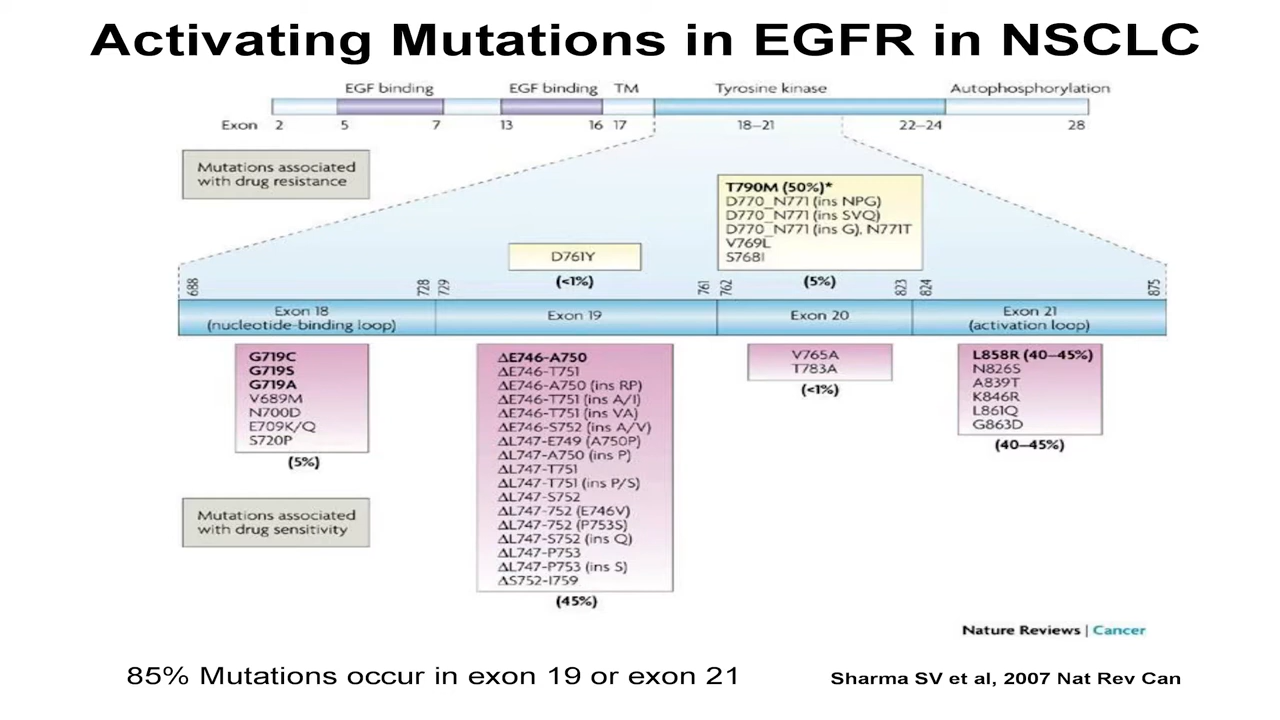 Activating Mutations in EGFR in NSCLC
EGF binding EGF binding TM Tyrosine kinase Autophosphorylation
Exon 2 5 7 13 16 17 18–21 22–24 28
Mutations associated
with drug resistance
T790M (50%)*
D770_N771 (ins NPG)
D770_N771 (ins SVQ)
D770_N771 (ins G), N771T
V769L
S768I
D761Y
(<1%)
(5%)
688 728 729 761 762 823 824 875
Exon 18
(nucleotide-binding loop)
Exon 19
Exon 20
Exon 21
(activation loop)
G719C
G719S
G719A
V689M
N700D
E709K/Q
S720P
(5%)
ΔE746-A750
ΔE746-T751
ΔE746-A750 (ins RP)
ΔE746-T751 (ins A/I)
ΔE746-T751 (ins VA)
ΔE746-S752 (ins A/V)
ΔL747-E749 (A750P)
ΔL747-A750 (ins P)
ΔL747-T751
ΔL747-T751 (ins P/S)
ΔL747-S752
ΔL747-752 (E746V)
ΔL747-752 (P753S)
ΔL747-S752 (ins Q)
ΔL747-P753
ΔL747-P753 (ins S)
ΔS752-I759
(45%)
V765A
T783A
(<1%)
L858R (40–45%)
N826S
A839T
K846R
L861Q
G863D
(40–45%)
Mutations associated
with drug sensitivity
Nature Reviews | Cancer
85% Mutations occur in exon 19 or exon 21
Sharma SV et al, 2007 Nat Rev Can